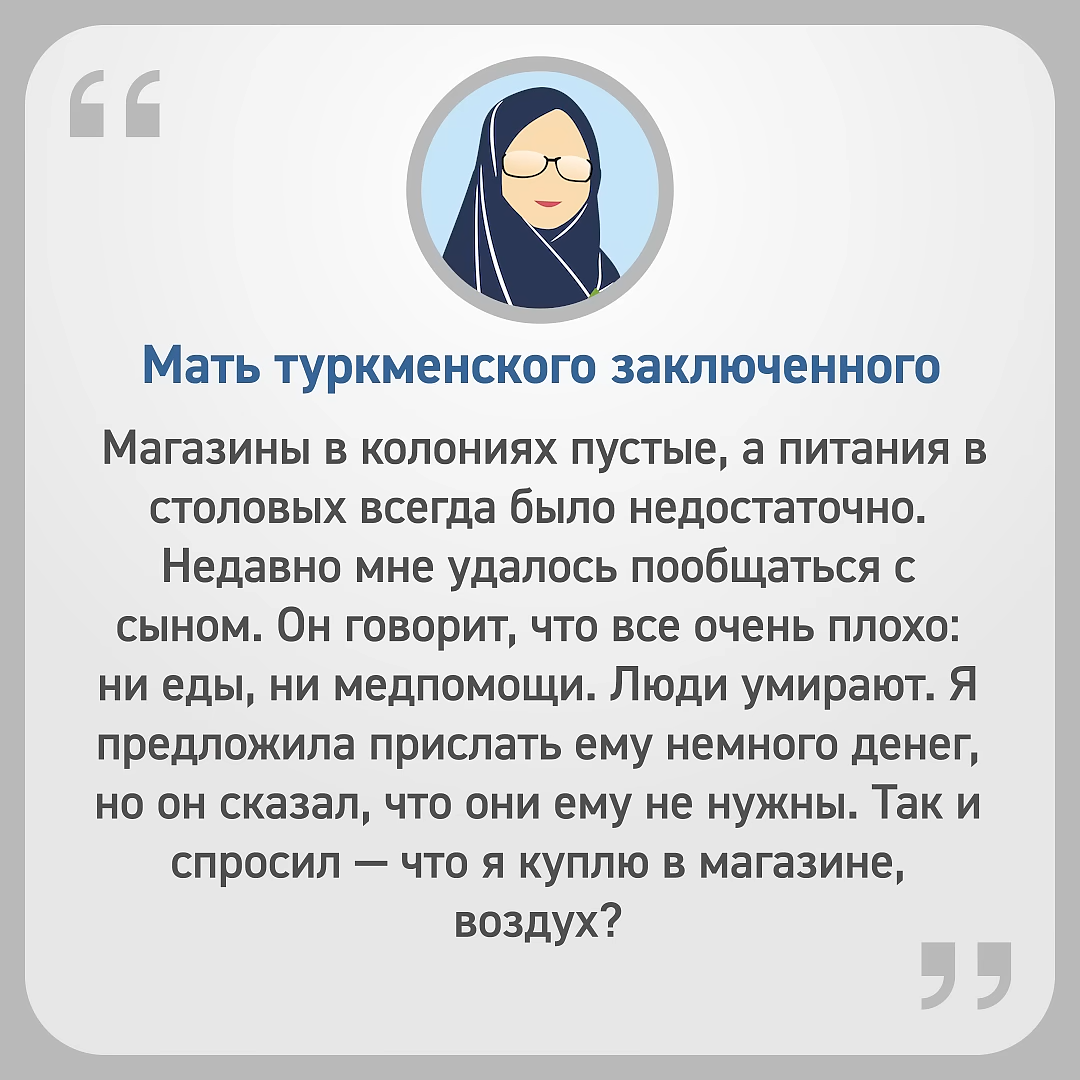 “
Мать туркменского заключенного
Магазины в колониях пустые, а питания в
столовых всегда было недостаточно.
Недавно мне удалось пообщаться с
сыном. Он говорит, что все очень плохо:
ни еды, ни медпомощи. Люди умирают. Я
предложила прислать ему немного денег,
но он сказал, что они ему не нужны. Так и
спросил — что я куплю в магазине,
воздух?
”